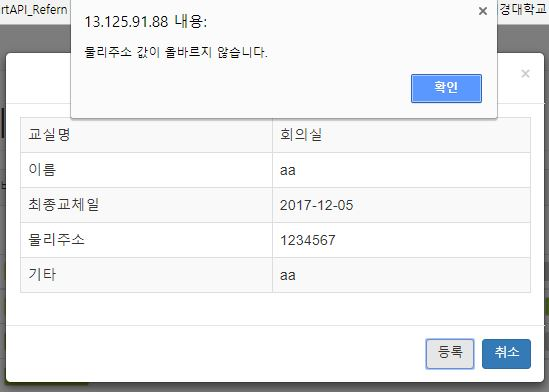 rtAPI_Refern
경대학교
13.125.91.88 내용:
물리주소 값이 올바르지 않습니다.
확인
교실명 회의실
이름 aa
최종교체일 2017-12-05
물리주소 1234567
기타 aa
등록 취소